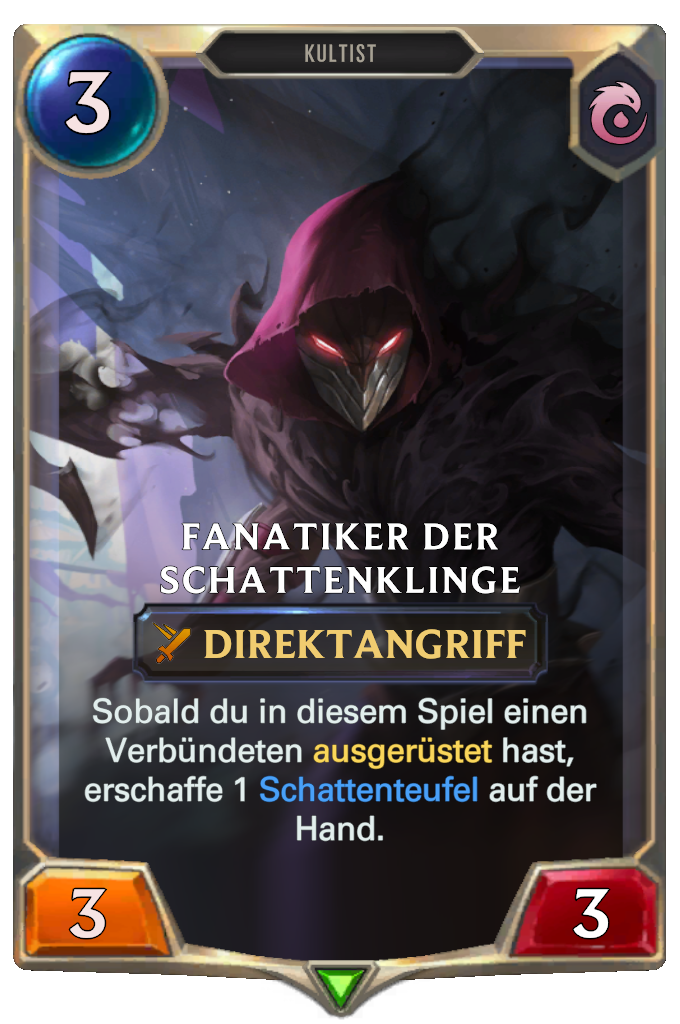 KULTIST
3
FANATIKER DER
SCHATTENKLINGE
DIREKTANGRIFF
Sobald du in diesem Spiel einen
Verbündeten ausgerüstet hast,
erschaffe 1 Schattenteufel auf der
Hand.
3
3